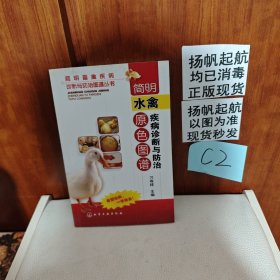 简明畜禽疾病
诊断与防治图谱丛书
简明
水禽
疾病诊断与防治
原色图谱
主编
化学工业出版社
扬帆起航
均已消毒
正版现货
扬帆起航
以图为准
现货秒发
C2